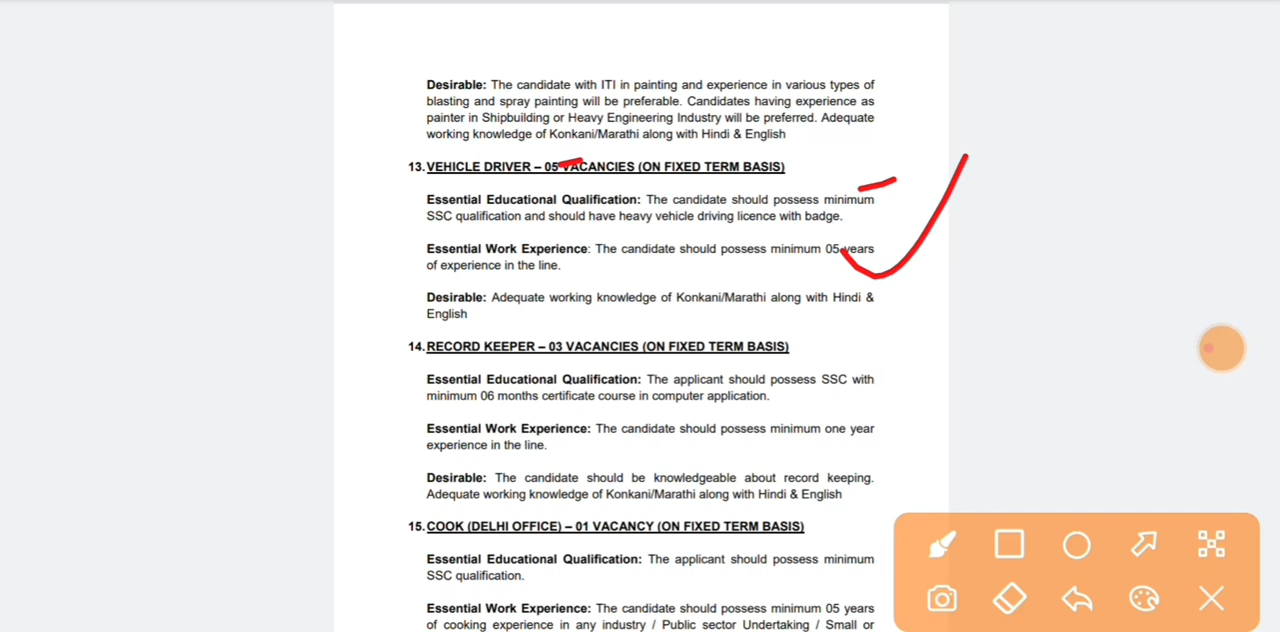 Desirable: The candidate with ITI in painting and experience in various types of
blasting and spray painting will be preferable. Candidates having experience as
painter in Shipbuilding or Heavy Engineering Industry will be preferred. Adequate
working knowledge of Konkani/Marathi along with Hindi & English
13. VEHICLE DRIVER – 05 VACANCIES (ON FIXED TERM BASIS)
Essential Educational Qualification: The candidate should possess minimum
SSC qualification and should have heavy vehicle driving licence with badge.
Essential Work Experience: The candidate should possess minimum 05 years
of experience in the line.
Desirable: Adequate working knowledge of Konkani/Marathi along with Hindi &
English
14. RECORD KEEPER – 03 VACANCIES (ON FIXED TERM BASIS)
Essential Educational Qualification: The applicant should possess SSC with
minimum 06 months certificate course in computer application.
Essential Work Experience: The candidate should possess minimum one year
experience in the line.
Desirable: The candidate should be knowledgeable about record keeping.
Adequate working knowledge of Konkani/Marathi along with Hindi & English
15. COOK (DELHI OFFICE) – 01 VACANCY (ON FIXED TERM BASIS)
Essential Educational Qualification: The applicant should possess minimum
SSC qualification.
Essential Work Experience: The candidate should possess minimum 05 years
of cooking experience in any industry / Public sector Undertaking / Small or